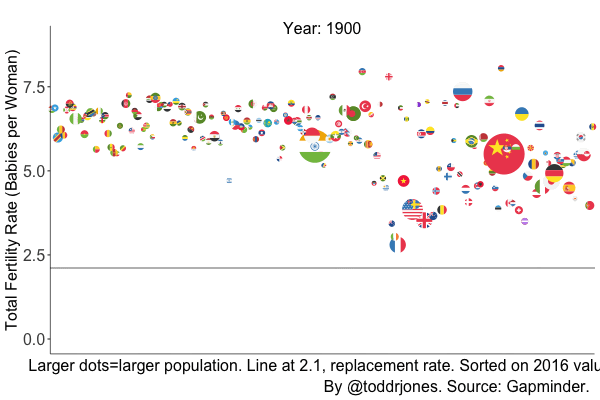 Year: 1900
Total Fertility Rate (Babies per Woman)
7.5
5.0
2.5
0.0
Larger dots=larger population. Line at 2.1, replacement rate. Sorted on 2016 valu
By @toddrjones. Source: Gapminder.